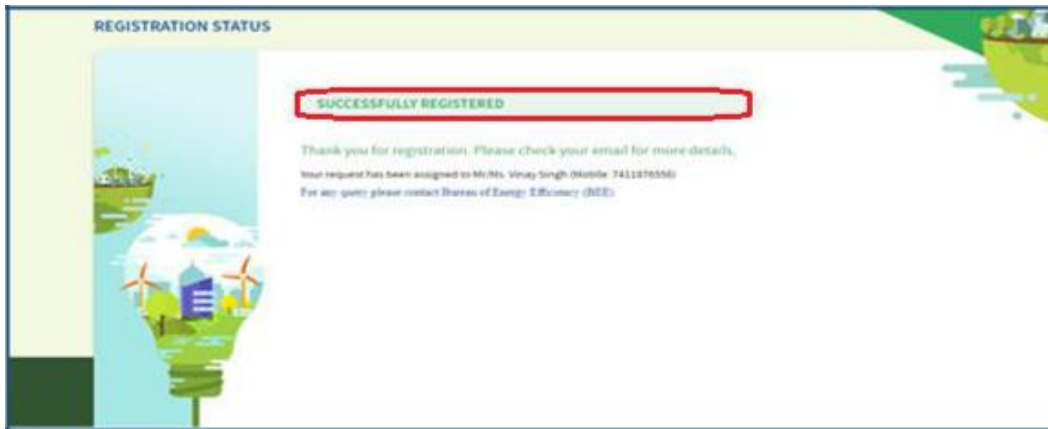 REGISTRATION STATUS
SUCCESSFULLY REGISTERED
Thank you for registration. Please check your email for more details.
Your request has been assigned to Mr/Ms. Vinay Singh (Mobile: 7411876556)
For any query please contact Bureau of Energy Efficiency (BEE)